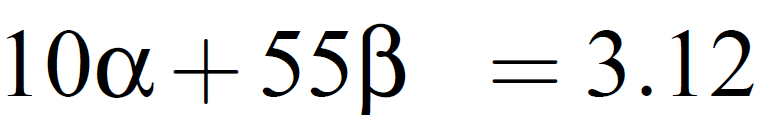 10α + 55β = 3.12